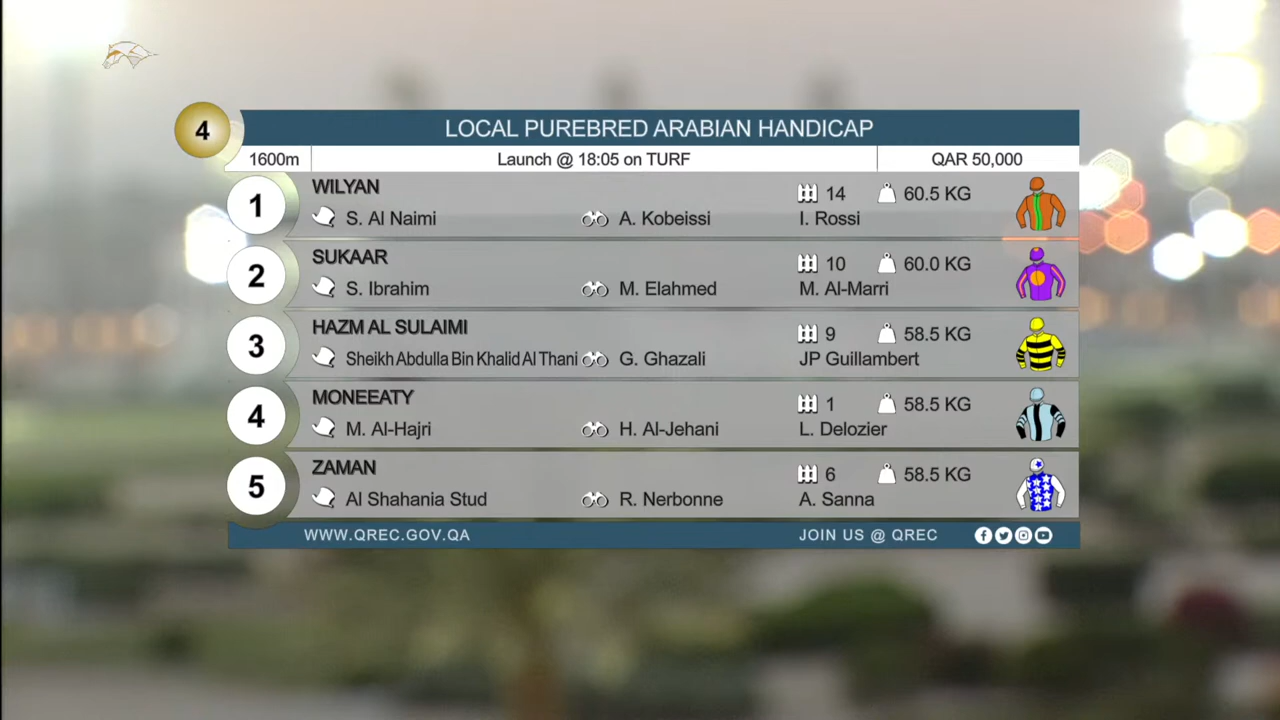 4
LOCAL PUREBRED ARABIAN HANDICAP
1600m Launch @ 18:05 on TURF QAR 50,000
1
WILYAN 14 60.5 KG
S. Al Naimi A. Kobeissi I. Rossi
2
SUKAAR 10 60.0 KG
S. Ibrahim M. Elahmed M. Al-Marri
3
HAZM AL SULAIMI 9 58.5 KG
Sheikh Abdulla Bin Khalid Al Thani G. Ghazali JP Guillambert
4
MONEEATY 1 58.5 KG
M. Al-Hajri H. Al-Jehani L. Delozier
5
ZAMAN 6 58.5 KG
Al Shahania Stud R. Nerbonne A. Sanna
WWW.QREC.GOV.QA JOIN US @ QREC